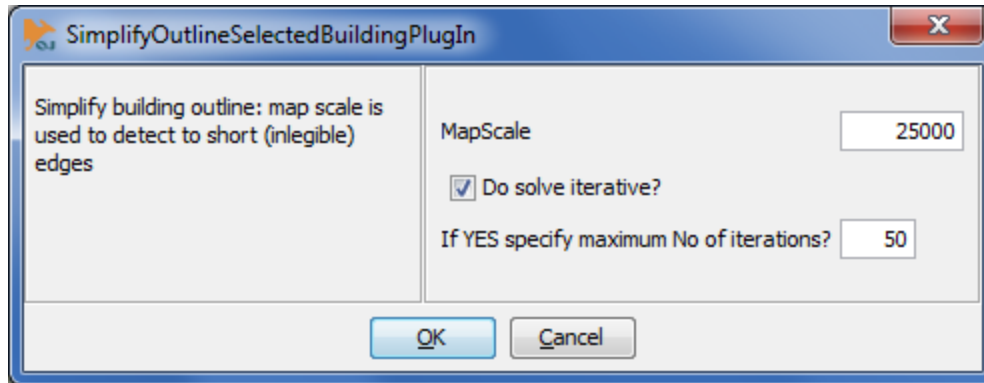 SimplifyOutlineSelectedBuildingPlugIn
Simplify building outline: map scale is
used to detect to short (inlegible)
edges
MapScale
25000
Do solve iterative?
If YES specify maximum No of iterations?
50
OK
Cancel